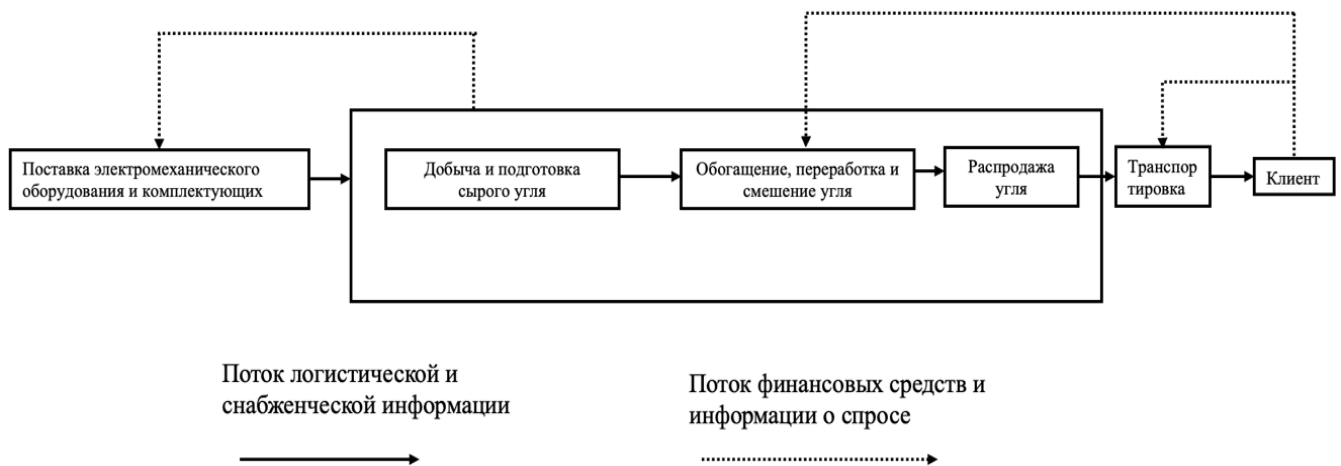 Поставка электромеханического
оборудования и комплектующих
Добыча и подготовка
сырого угля
Обогащение, переработка и
смешение угля
Распродажа
угля
Транспор
тировка
Клиент
Поток логистической и
снабженческой информации
Поток финансовых средств и
информации о спросе